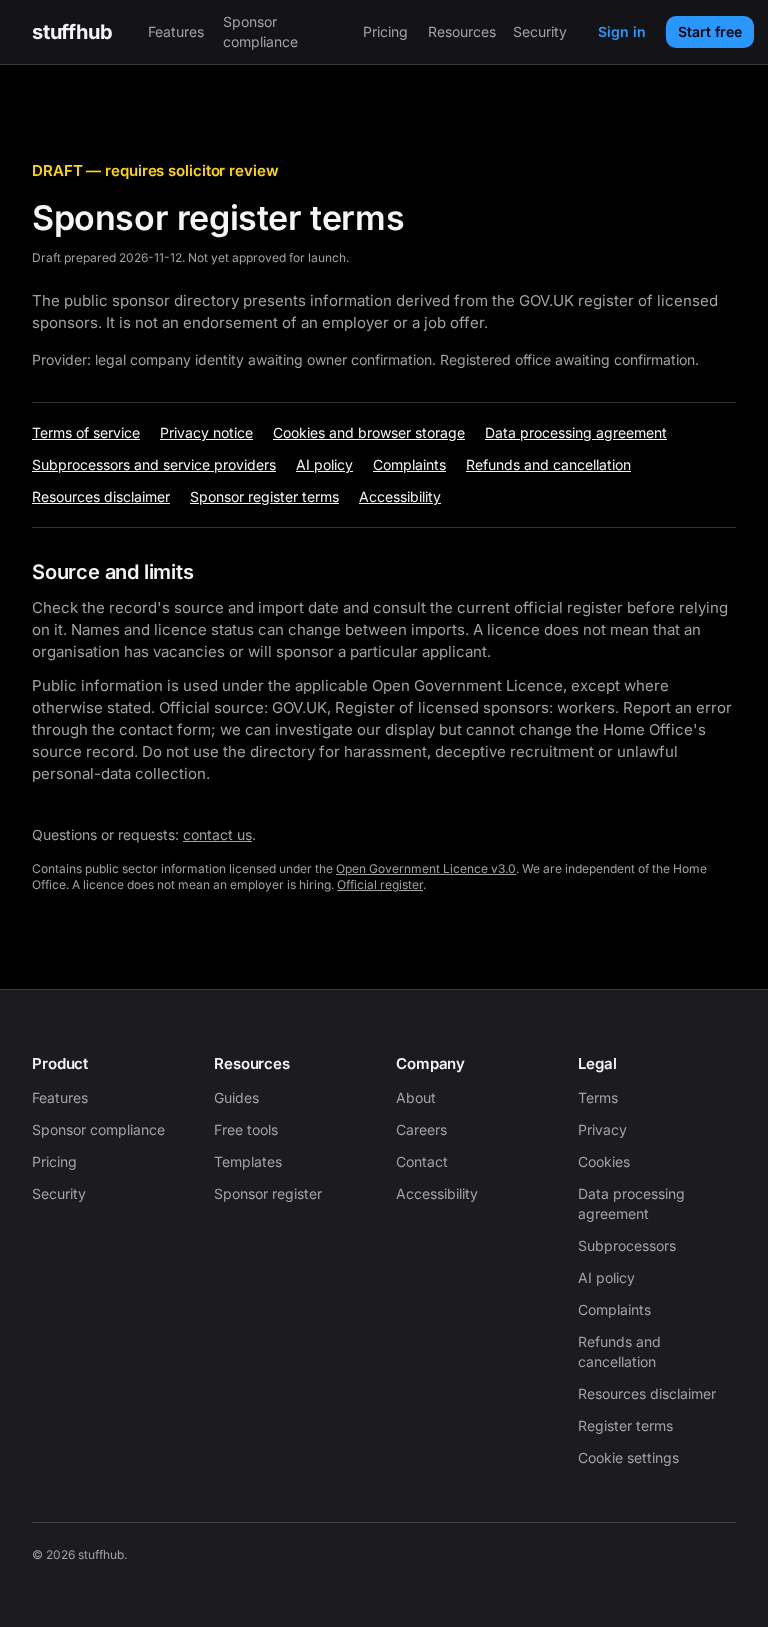 stuffhub
Features
Sponsor
compliance
Pricing
Resources
Security
Sign in
Start free
DRAFT — requires solicitor review
Sponsor register terms
Draft prepared 2026-11-12. Not yet approved for launch.
The public sponsor directory presents information derived from the GOV.UK register of licensed
sponsors. It is not an endorsement of an employer or a job offer.
Provider: legal company identity awaiting owner confirmation. Registered office awaiting confirmation.
Terms of service Privacy notice Cookies and browser storage Data processing agreement
Subprocessors and service providers AI policy Complaints Refunds and cancellation
Resources disclaimer Sponsor register terms Accessibility
Source and limits
Check the record's source and import date and consult the current official register before relying
on it. Names and licence status can change between imports. A licence does not mean that an
organisation has vacancies or will sponsor a particular applicant.
Public information is used under the applicable Open Government Licence, except where
otherwise stated. Official source: GOV.UK, Register of licensed sponsors: workers. Report an error
through the contact form; we can investigate our display but cannot change the Home Office's
source record. Do not use the directory for harassment, deceptive recruitment or unlawful
personal-data collection.
Questions or requests: contact us.
Contains public sector information licensed under the Open Government Licence v3.0. We are independent of the Home
Office. A licence does not mean an employer is hiring. Official register.
Product
Features
Sponsor compliance
Pricing
Security
Resources
Guides
Free tools
Templates
Sponsor register
Company
About
Careers
Contact
Accessibility
Legal
Terms
Privacy
Cookies
Data processing
agreement
Subprocessors
AI policy
Complaints
Refunds and
cancellation
Resources disclaimer
Register terms
Cookie settings
© 2026 stuffhub.